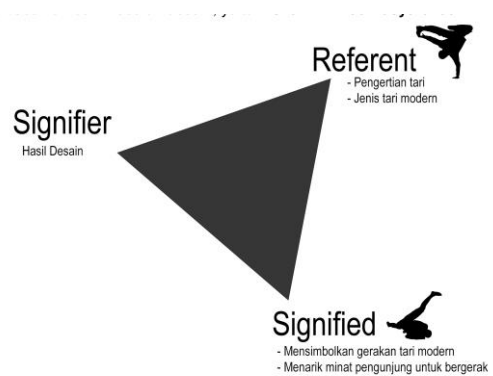 Referent
- Pengertian tari
- Jenis tari modern
Signifier
Hasil Desain
Signified
- Mensimbolkan gerakan tari modern
- Menarik minat pengunjung untuk bergerak